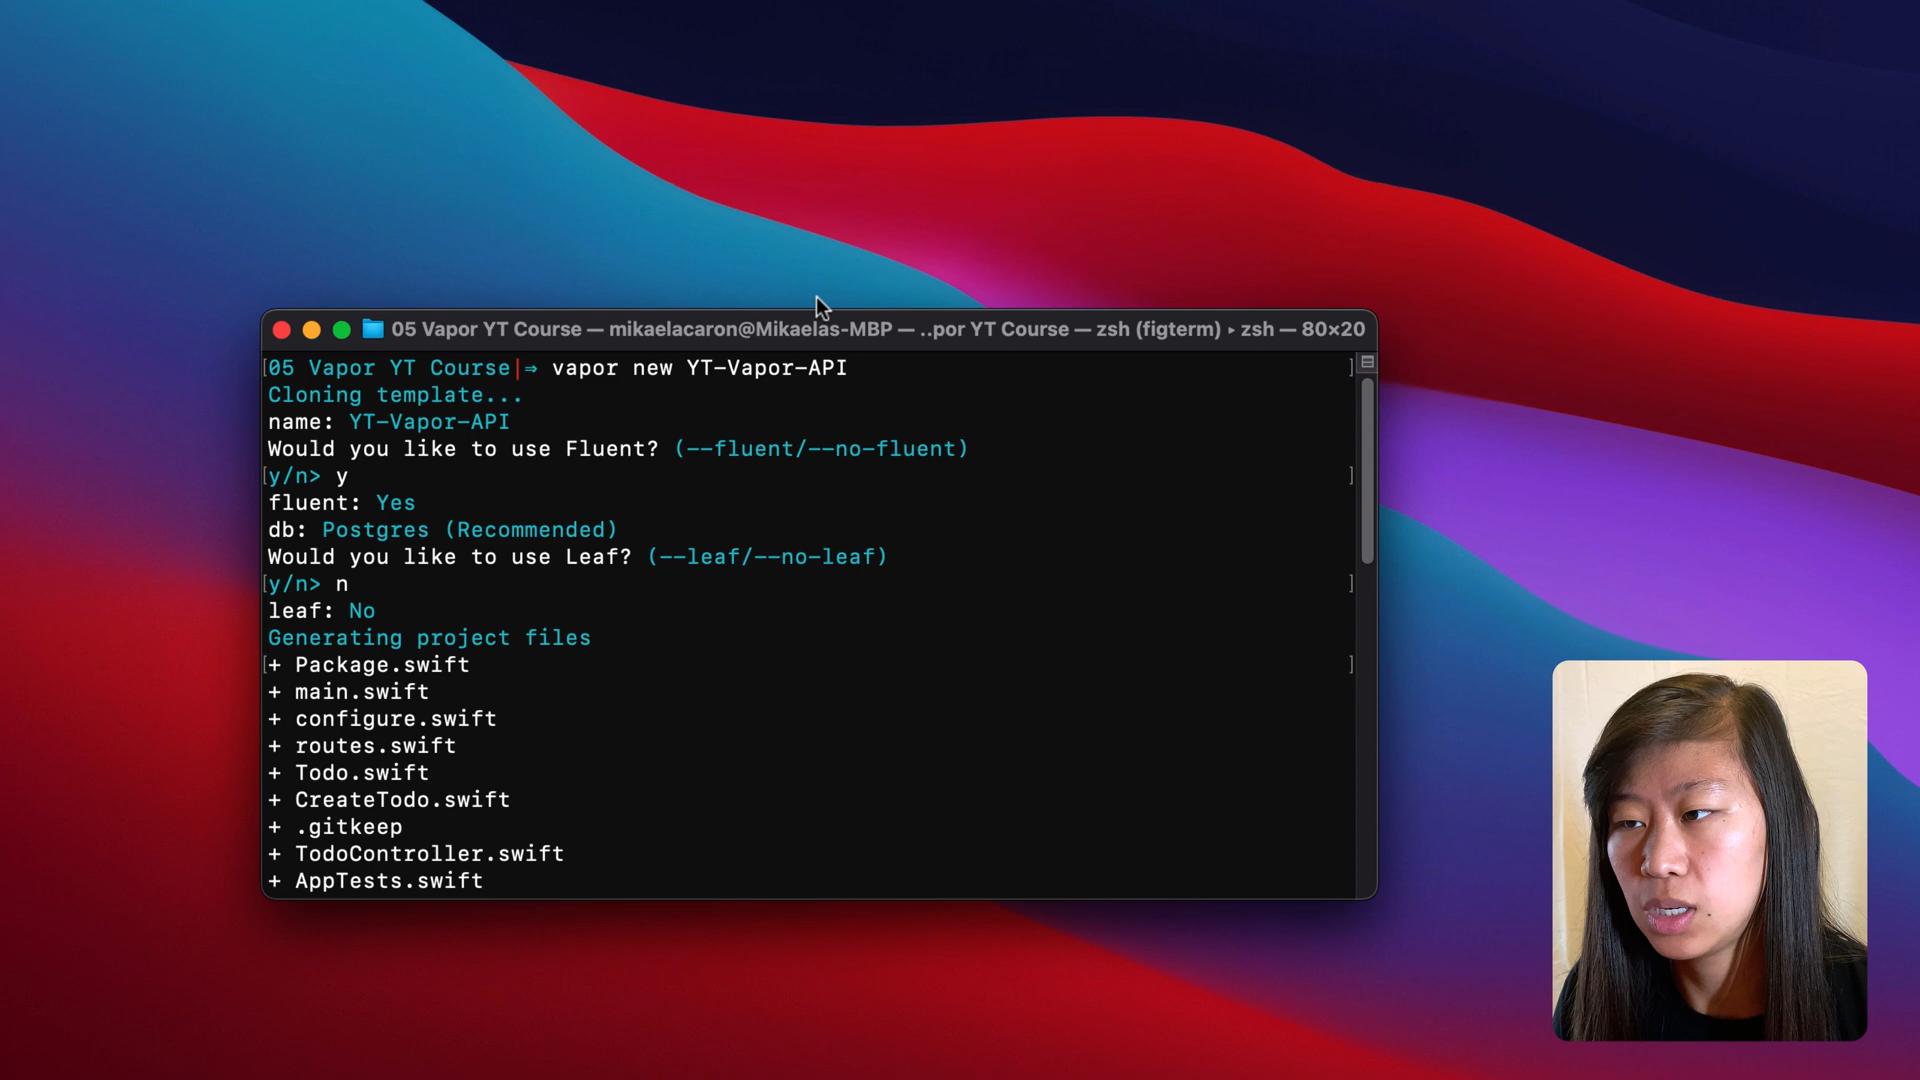 05 Vapor YT Course — mikaelacaron@Mikaelas-MBP — ..por YT Course — zsh (figterm) ▸ zsh — 80×20
[05 Vapor YT Course|⇒ vapor new YT-Vapor-API ]
Cloning template...
name: YT-Vapor-API
Would you like to use Fluent? (--fluent/--no-fluent)
[y/n> y ]
fluent: Yes
db: Postgres (Recommended)
Would you like to use Leaf? (--leaf/--no-leaf)
[y/n> n ]
leaf: No
Generating project files
[+ Package.swift ]
+ main.swift
+ configure.swift
+ routes.swift
+ Todo.swift
+ CreateTodo.swift
+ .gitkeep
+ TodoController.swift
+ AppTests.swift